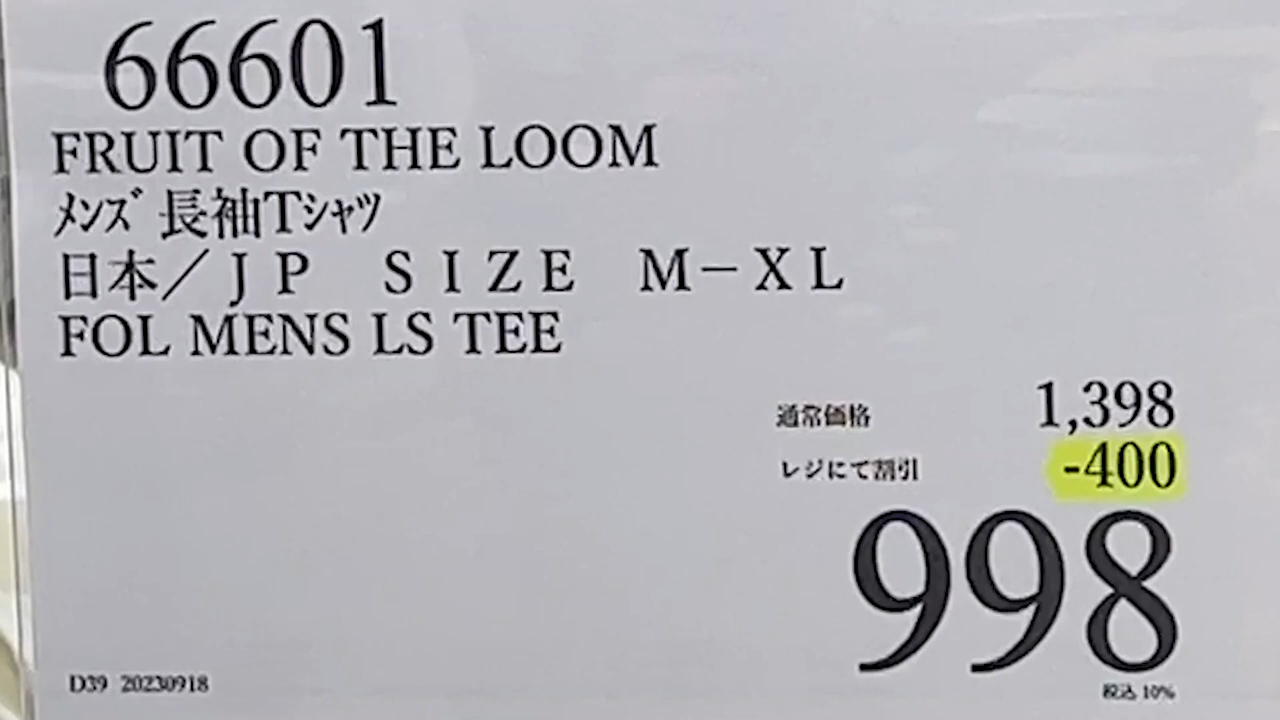 66601
FRUIT OF THE LOOM
ﾒﾝｽﾞ 長袖Tｼｬﾂ
日本／ＪＰ　ＳＩＺＥ　Ｍ－ＸＬ
FOL MENS LS TEE
通常価格 1,398
レジにて割引 -400
998
D39 20230918 税込 10%